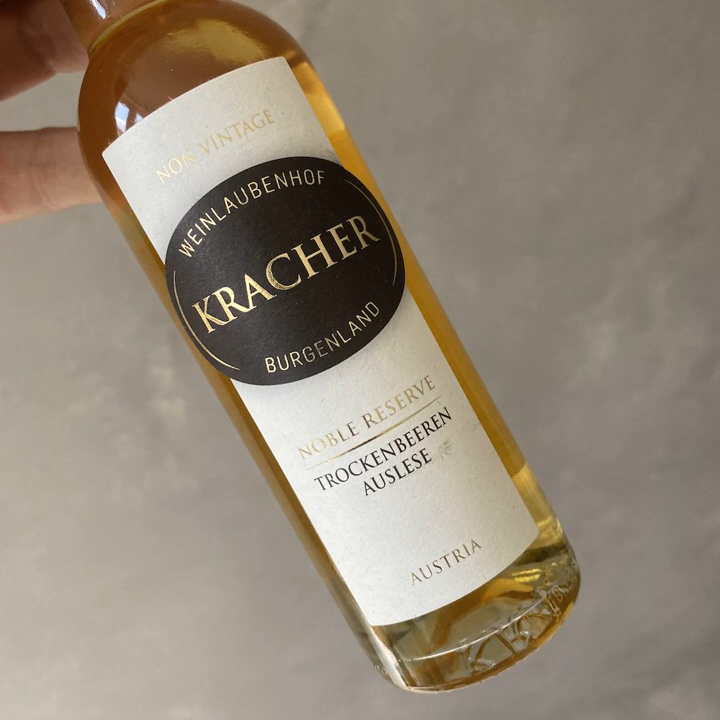 NON VINTAGE
WEINLAUBENHOF
KRACHER
BURGENLAND
NOBLE RESERVE
TROCKENBEEREN
AUSLESE
AUSTRIA